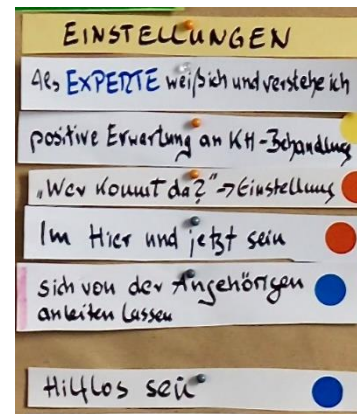 EINSTELLUNGEN
Als EXPERTE weiß ich und verstehe ich
positive Erwartung an KH-Behandlung
"Wer kommt da?" → Einstellung
Im Hier und jetzt sein
sich von der Angehörigen
anleiten lassen
Hilflos sein